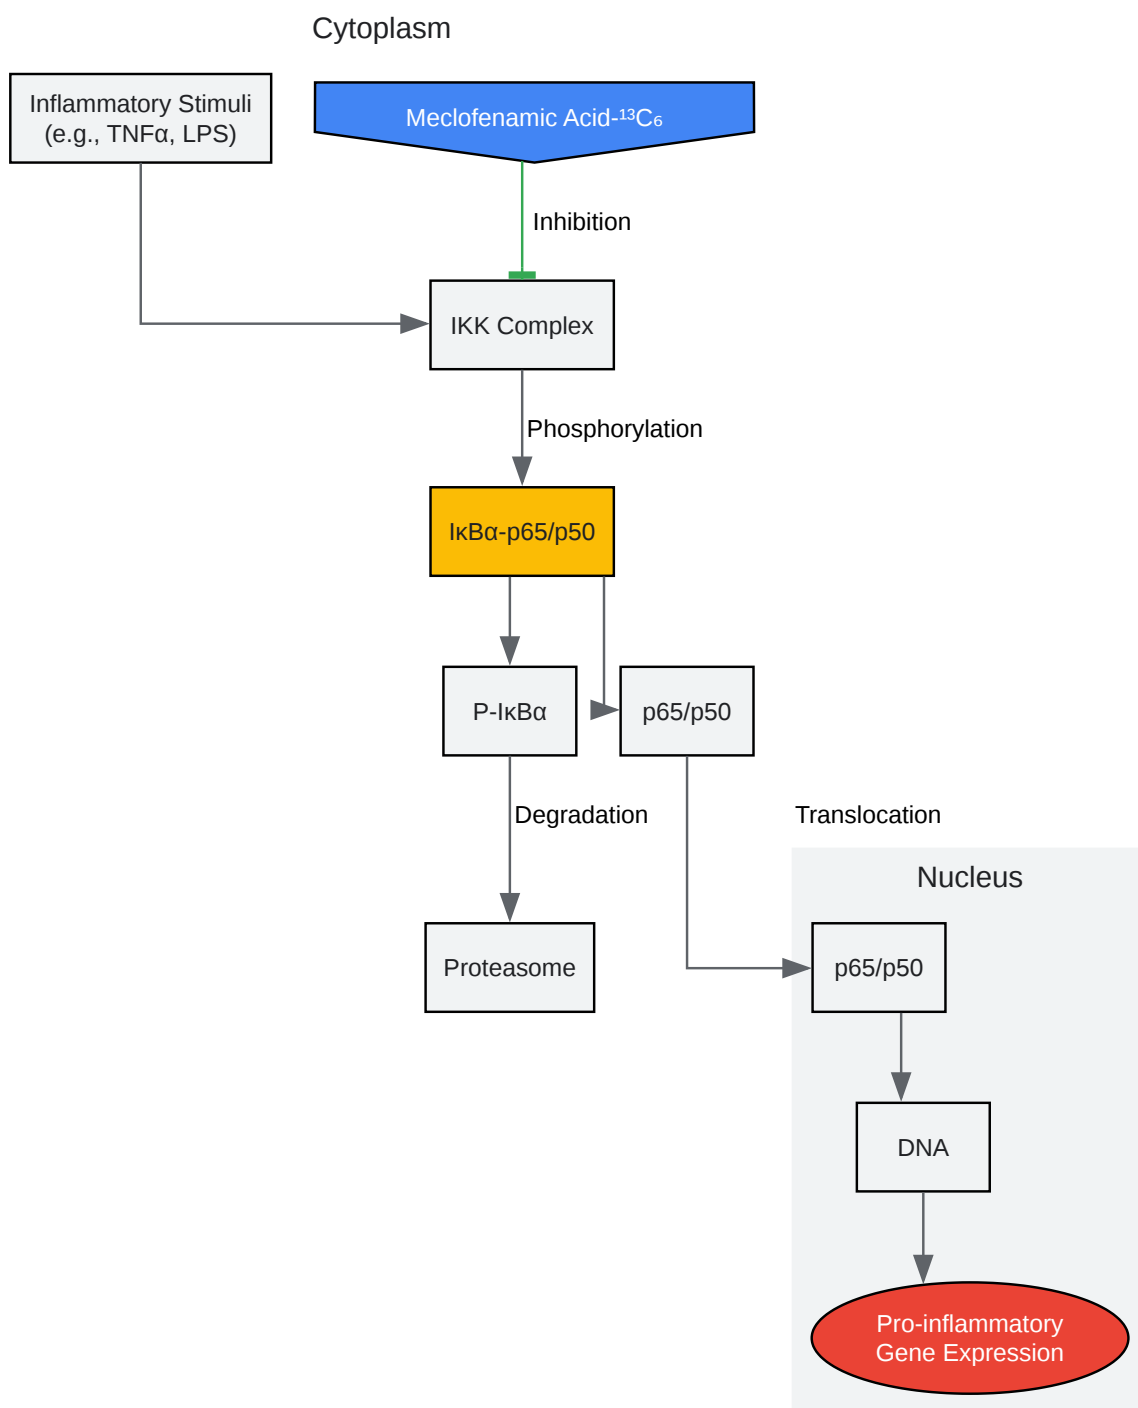 Cytoplasm
Inflammatory Stimuli
(e.g., TNFα, LPS)
Meclofenamic Acid-¹³C₆
Inhibition
IKK Complex
Phosphorylation
IκBα-p65/p50
P-IκBα
p65/p50
Degradation
Translocation
Nucleus
Proteasome
p65/p50
DNA
Pro-inflammatory
Gene Expression